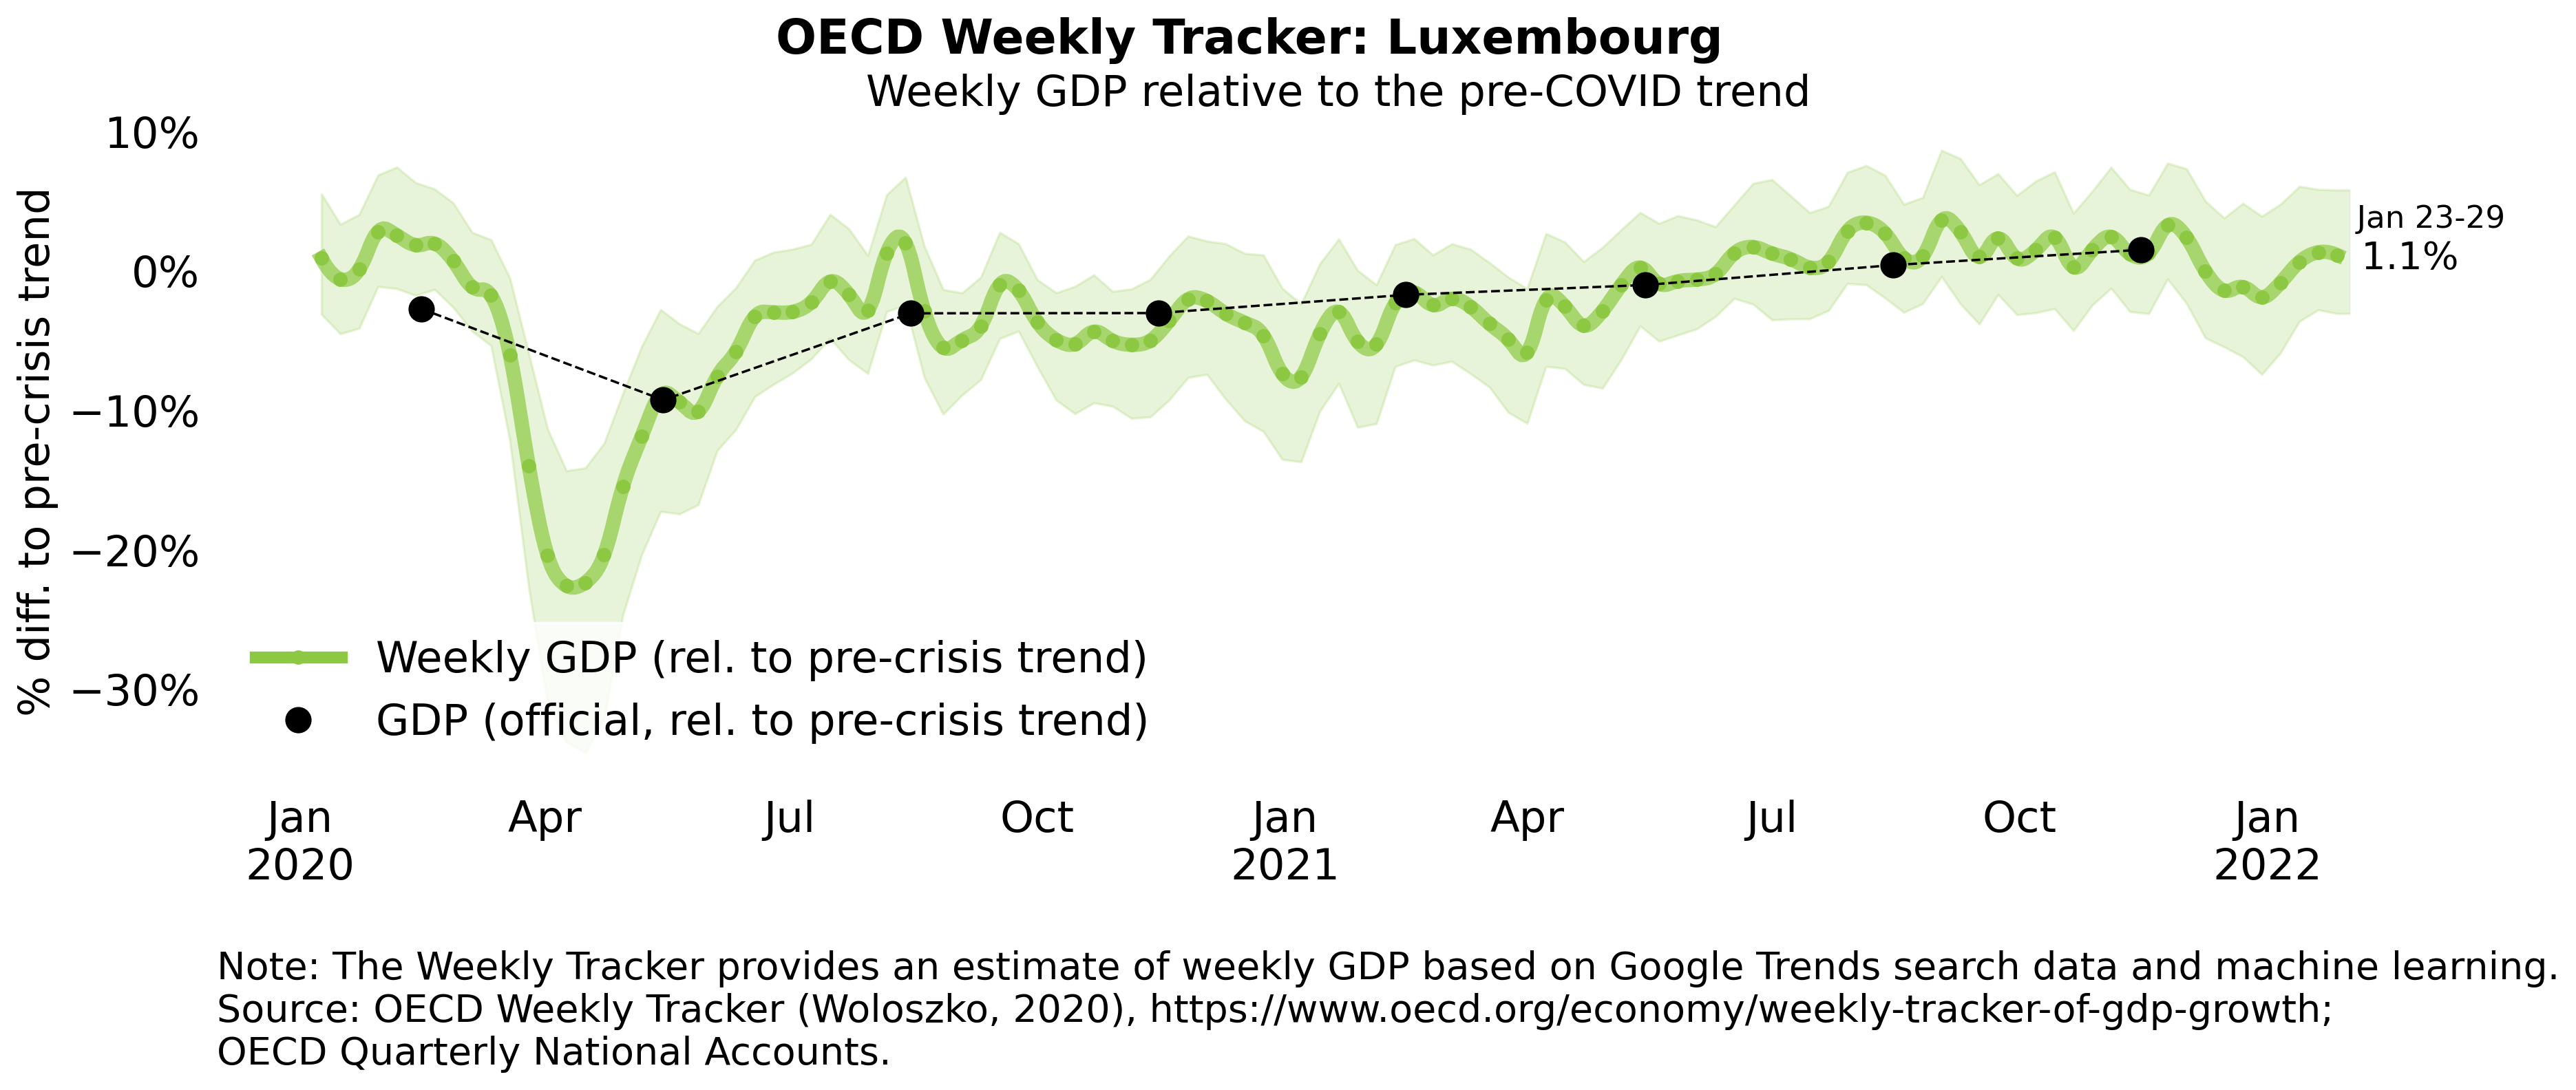 OECD Weekly Tracker: Luxembourg
Weekly GDP relative to the pre-COVID trend
% diff. to pre-crisis trend
10%
0%
−10%
−20%
−30%
Jan 23-29
1.1%
Weekly GDP (rel. to pre-crisis trend)
GDP (official, rel. to pre-crisis trend)
Jan Apr Jul Oct Jan Apr Jul Oct Jan
2020 2021 2022
Note: The Weekly Tracker provides an estimate of weekly GDP based on Google Trends search data and machine learning.
Source: OECD Weekly Tracker (Woloszko, 2020), https://www.oecd.org/economy/weekly-tracker-of-gdp-growth;
OECD Quarterly National Accounts.